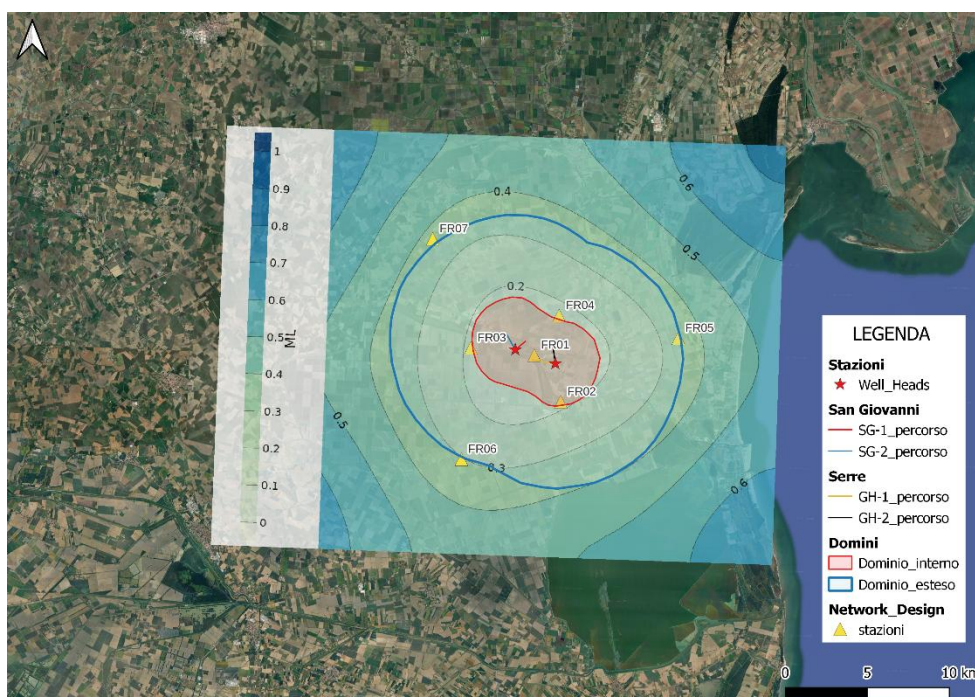 0.6
0.4
0.5
0.2
0.3
0.5
0.6
1
0.9
0.8
0.7
0.6
0.5
0.4
0.3
0.2
0.1
0
ML
FR07
FR04
FR03
FR01
FR05
FR02
FR06
LEGENDA
Stazioni
Well_Heads
San Giovanni
SG-1_percorso
SG-2_percorso
Serre
GH-1_percorso
GH-2_percorso
Domini
Dominio_interno
Dominio_esteso
Network_Design
stazioni
0 5 10 km